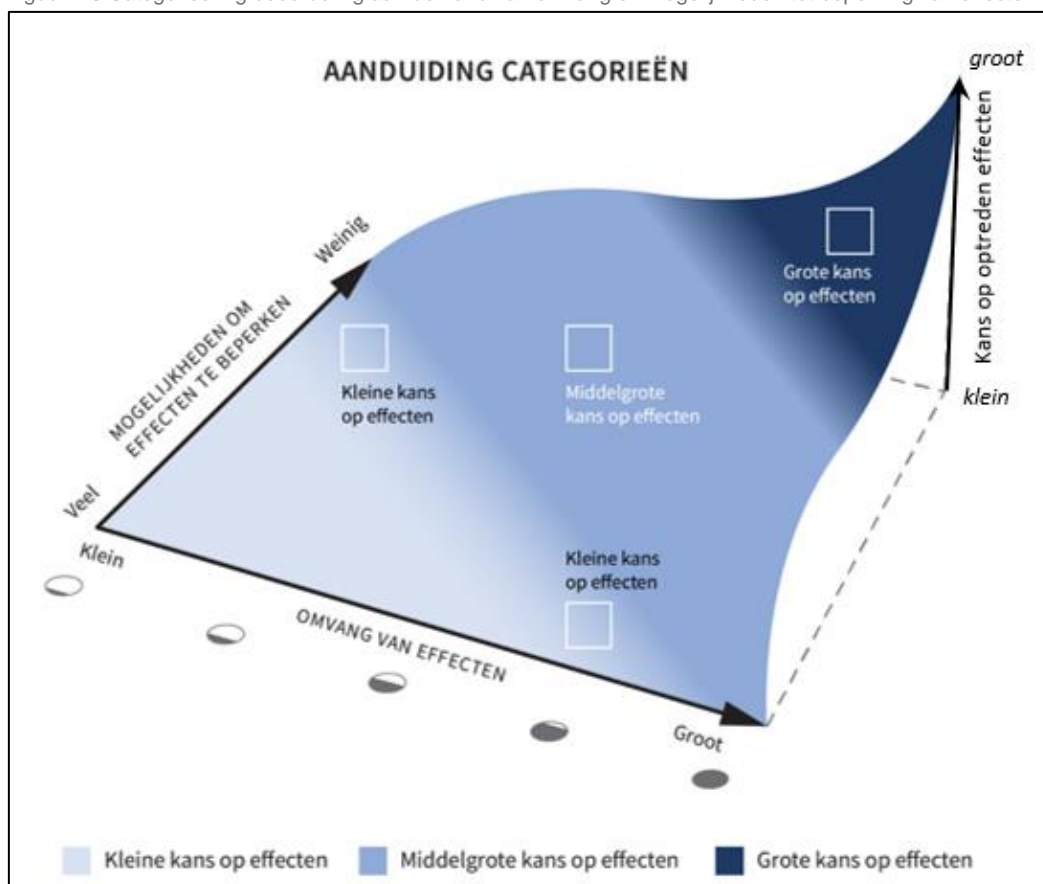 AANDUIDING CATEGORIEËN
groot
Kans op optreden effecten
klein
Weinig
MOGELIJKHEDEN OM
EFFECTEN TE BEPERKEN
Veel
Grote kans
op effecten
Kleine kans
op effecten
Middelgrote
kans op effecten
Kleine kans
op effecten
Klein
OMVANG VAN EFFECTEN
Groot
Kleine kans op effecten
Middelgrote kans op effecten
Grote kans op effecten